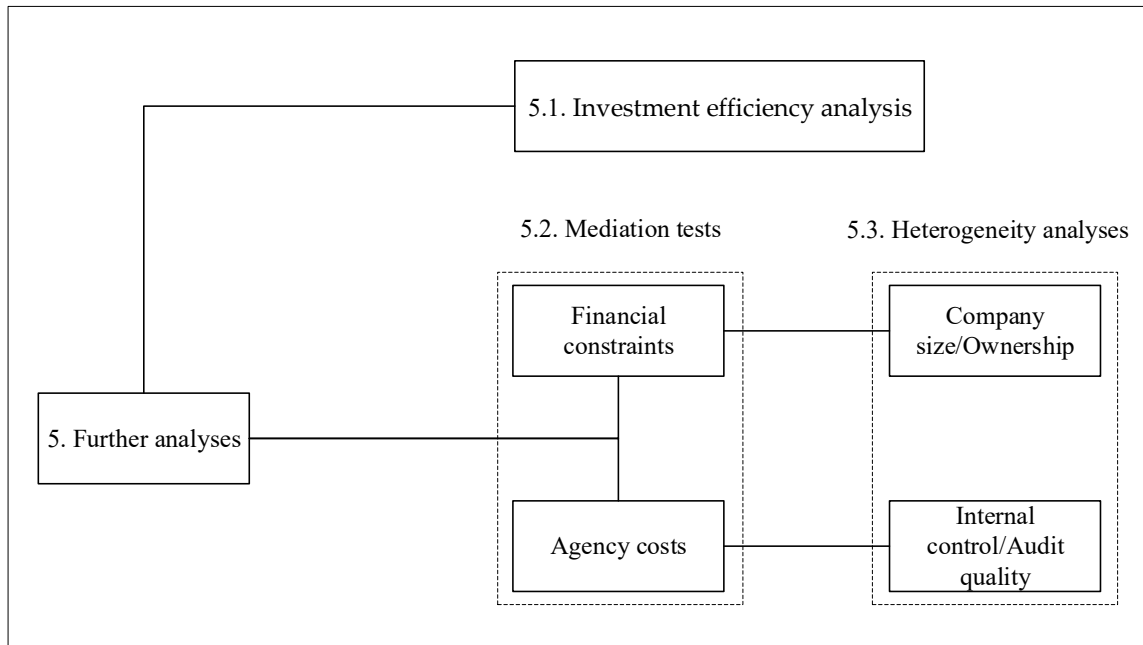 5.1. Investment efficiency analysis
5.2. Mediation tests
5.3. Heterogeneity analyses
Financial
constraints
Company
size/Ownership
5. Further analyses
Agency costs
Internal
control/Audit
quality